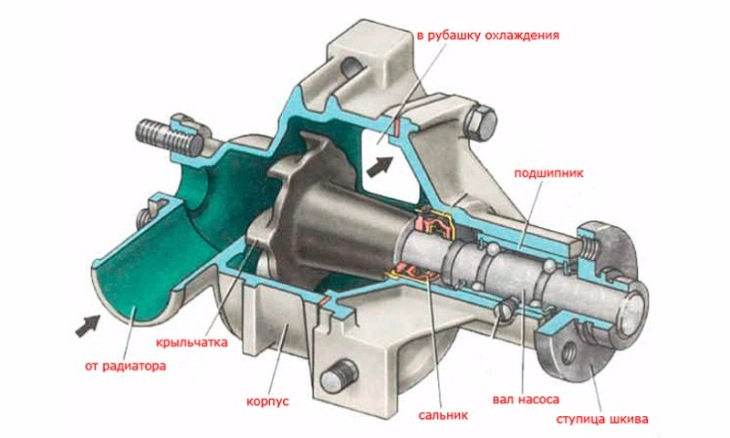 в рубашку охлаждения
подшипник
крыльчатка
от радиатора
корпус
сальник
вал насоса
ступица шкива